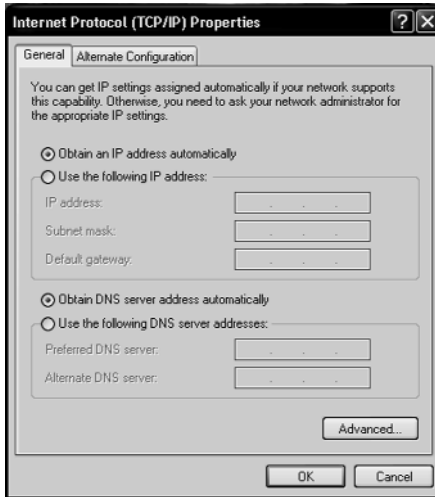 Internet Protocol (TCP/IP) Properties
General
Alternate Configuration
You can get IP settings assigned automatically if your network supports
this capability. Otherwise, you need to ask your network administrator for
the appropriate IP settings.
Obtain an IP address automatically
Use the following IP address:
IP address:
Subnet mask:
Default gateway:
Obtain DNS server address automatically
Use the following DNS server addresses:
Preferred DNS server:
Alternate DNS server:
Advanced...
OK
Cancel